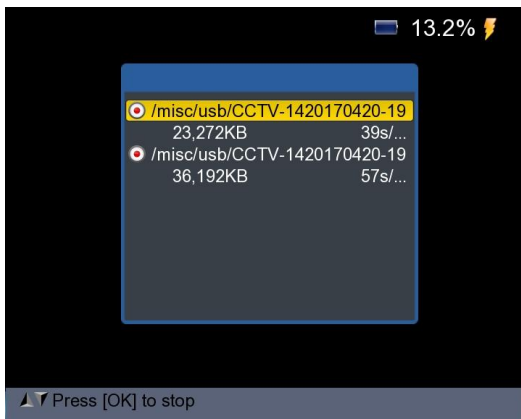 13.2%
/misc/usb/CCTV-1420170420-19
23,272KB 39s/...
/misc/usb/CCTV-1420170420-19
36,192KB 57s/...
Press [OK] to stop